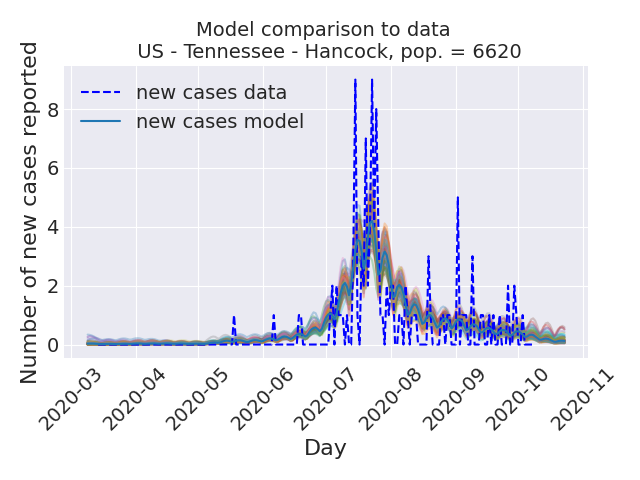 Model comparison to data
US - Tennessee - Hancock, pop. = 6620
Number of new cases reported
new cases data
new cases model
8
6
4
2
0
2020-03
2020-04
2020-05
2020-06
2020-07
2020-08
2020-09
2020-10
2020-11
Day